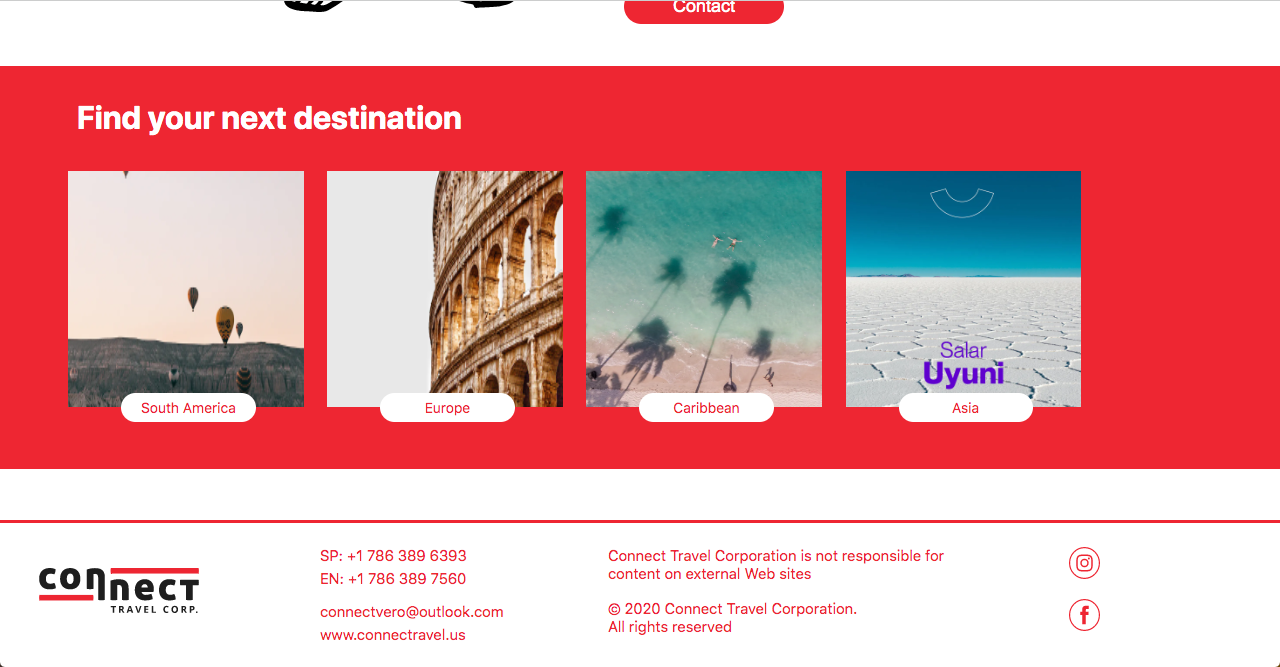 Contact
Find your next destination
Salar
Uyuni
South America
Europe
Caribbean
Asia
connect
TRAVEL CORP.
SP: +1 786 389 6393
EN: +1 786 389 7560
connectvero@outlook.com
www.connectravel.us
Connect Travel Corporation is not responsible for
content on external Web sites
© 2020 Connect Travel Corporation.
All rights reserved